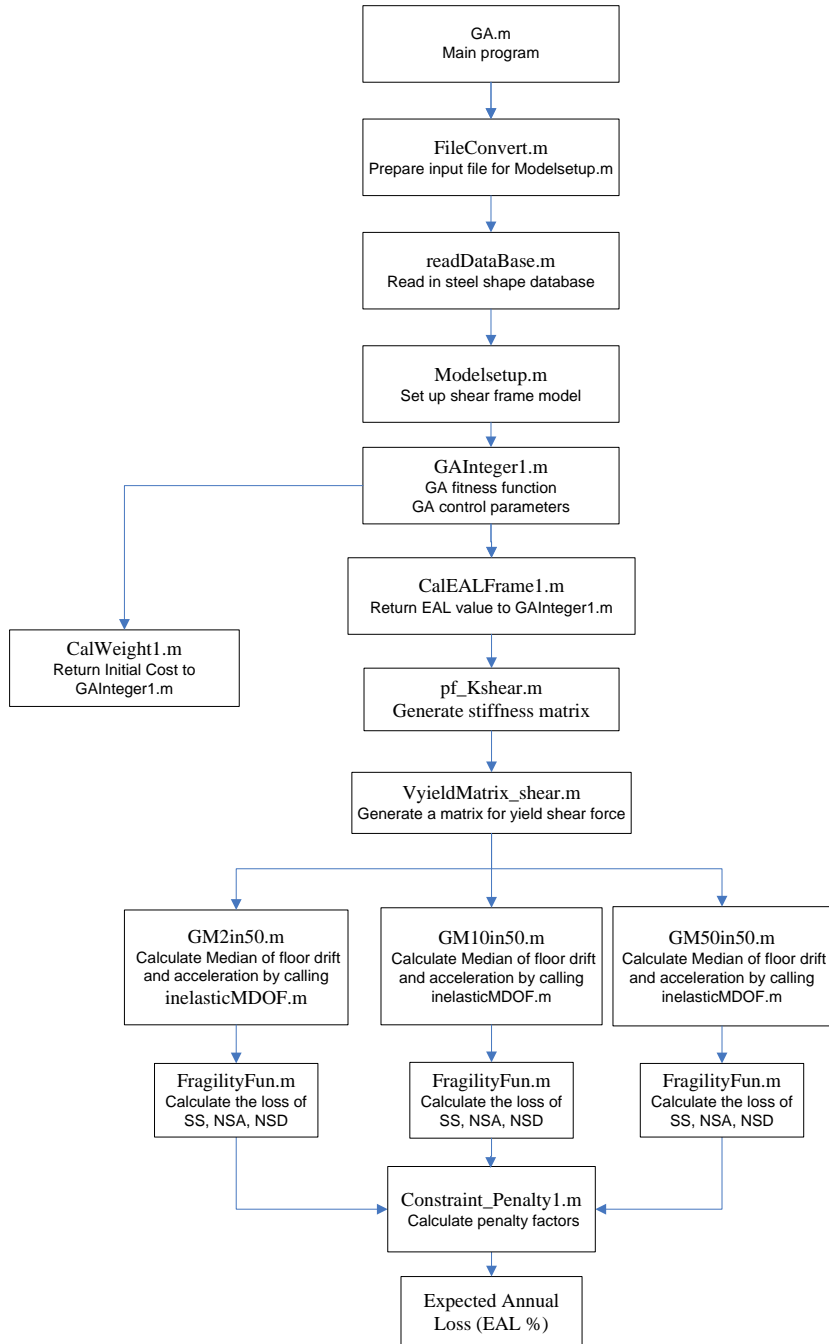 GA.m
Main program
FileConvert.m
Prepare input file for Modelsetup.m
readDataBase.m
Read in steel shape database
Modelsetup.m
Set up shear frame model
GAInteger1.m
GA fitness function
GA control parameters
CalEALFrame1.m
Return EAL value to GAInteger1.m
CalWeight1.m
Return Initial Cost to
GAInteger1.m
pf_Kshear.m
Generate stiffness matrix
VyieldMatrix_shear.m
Generate a matrix for yield shear force
GM2in50.m
Calculate Median of floor drift
and acceleration by calling
inelasticMDOF.m
GM10in50.m
Calculate Median of floor drift
and acceleration by calling
inelasticMDOF.m
GM50in50.m
Calculate Median of floor drift
and acceleration by calling
inelasticMDOF.m
FragilityFun.m
Calculate the loss of
SS, NSA, NSD
FragilityFun.m
Calculate the loss of
SS, NSA, NSD
FragilityFun.m
Calculate the loss of
SS, NSA, NSD
Constraint_Penalty1.m
Calculate penalty factors
Expected Annual
Loss (EAL %)